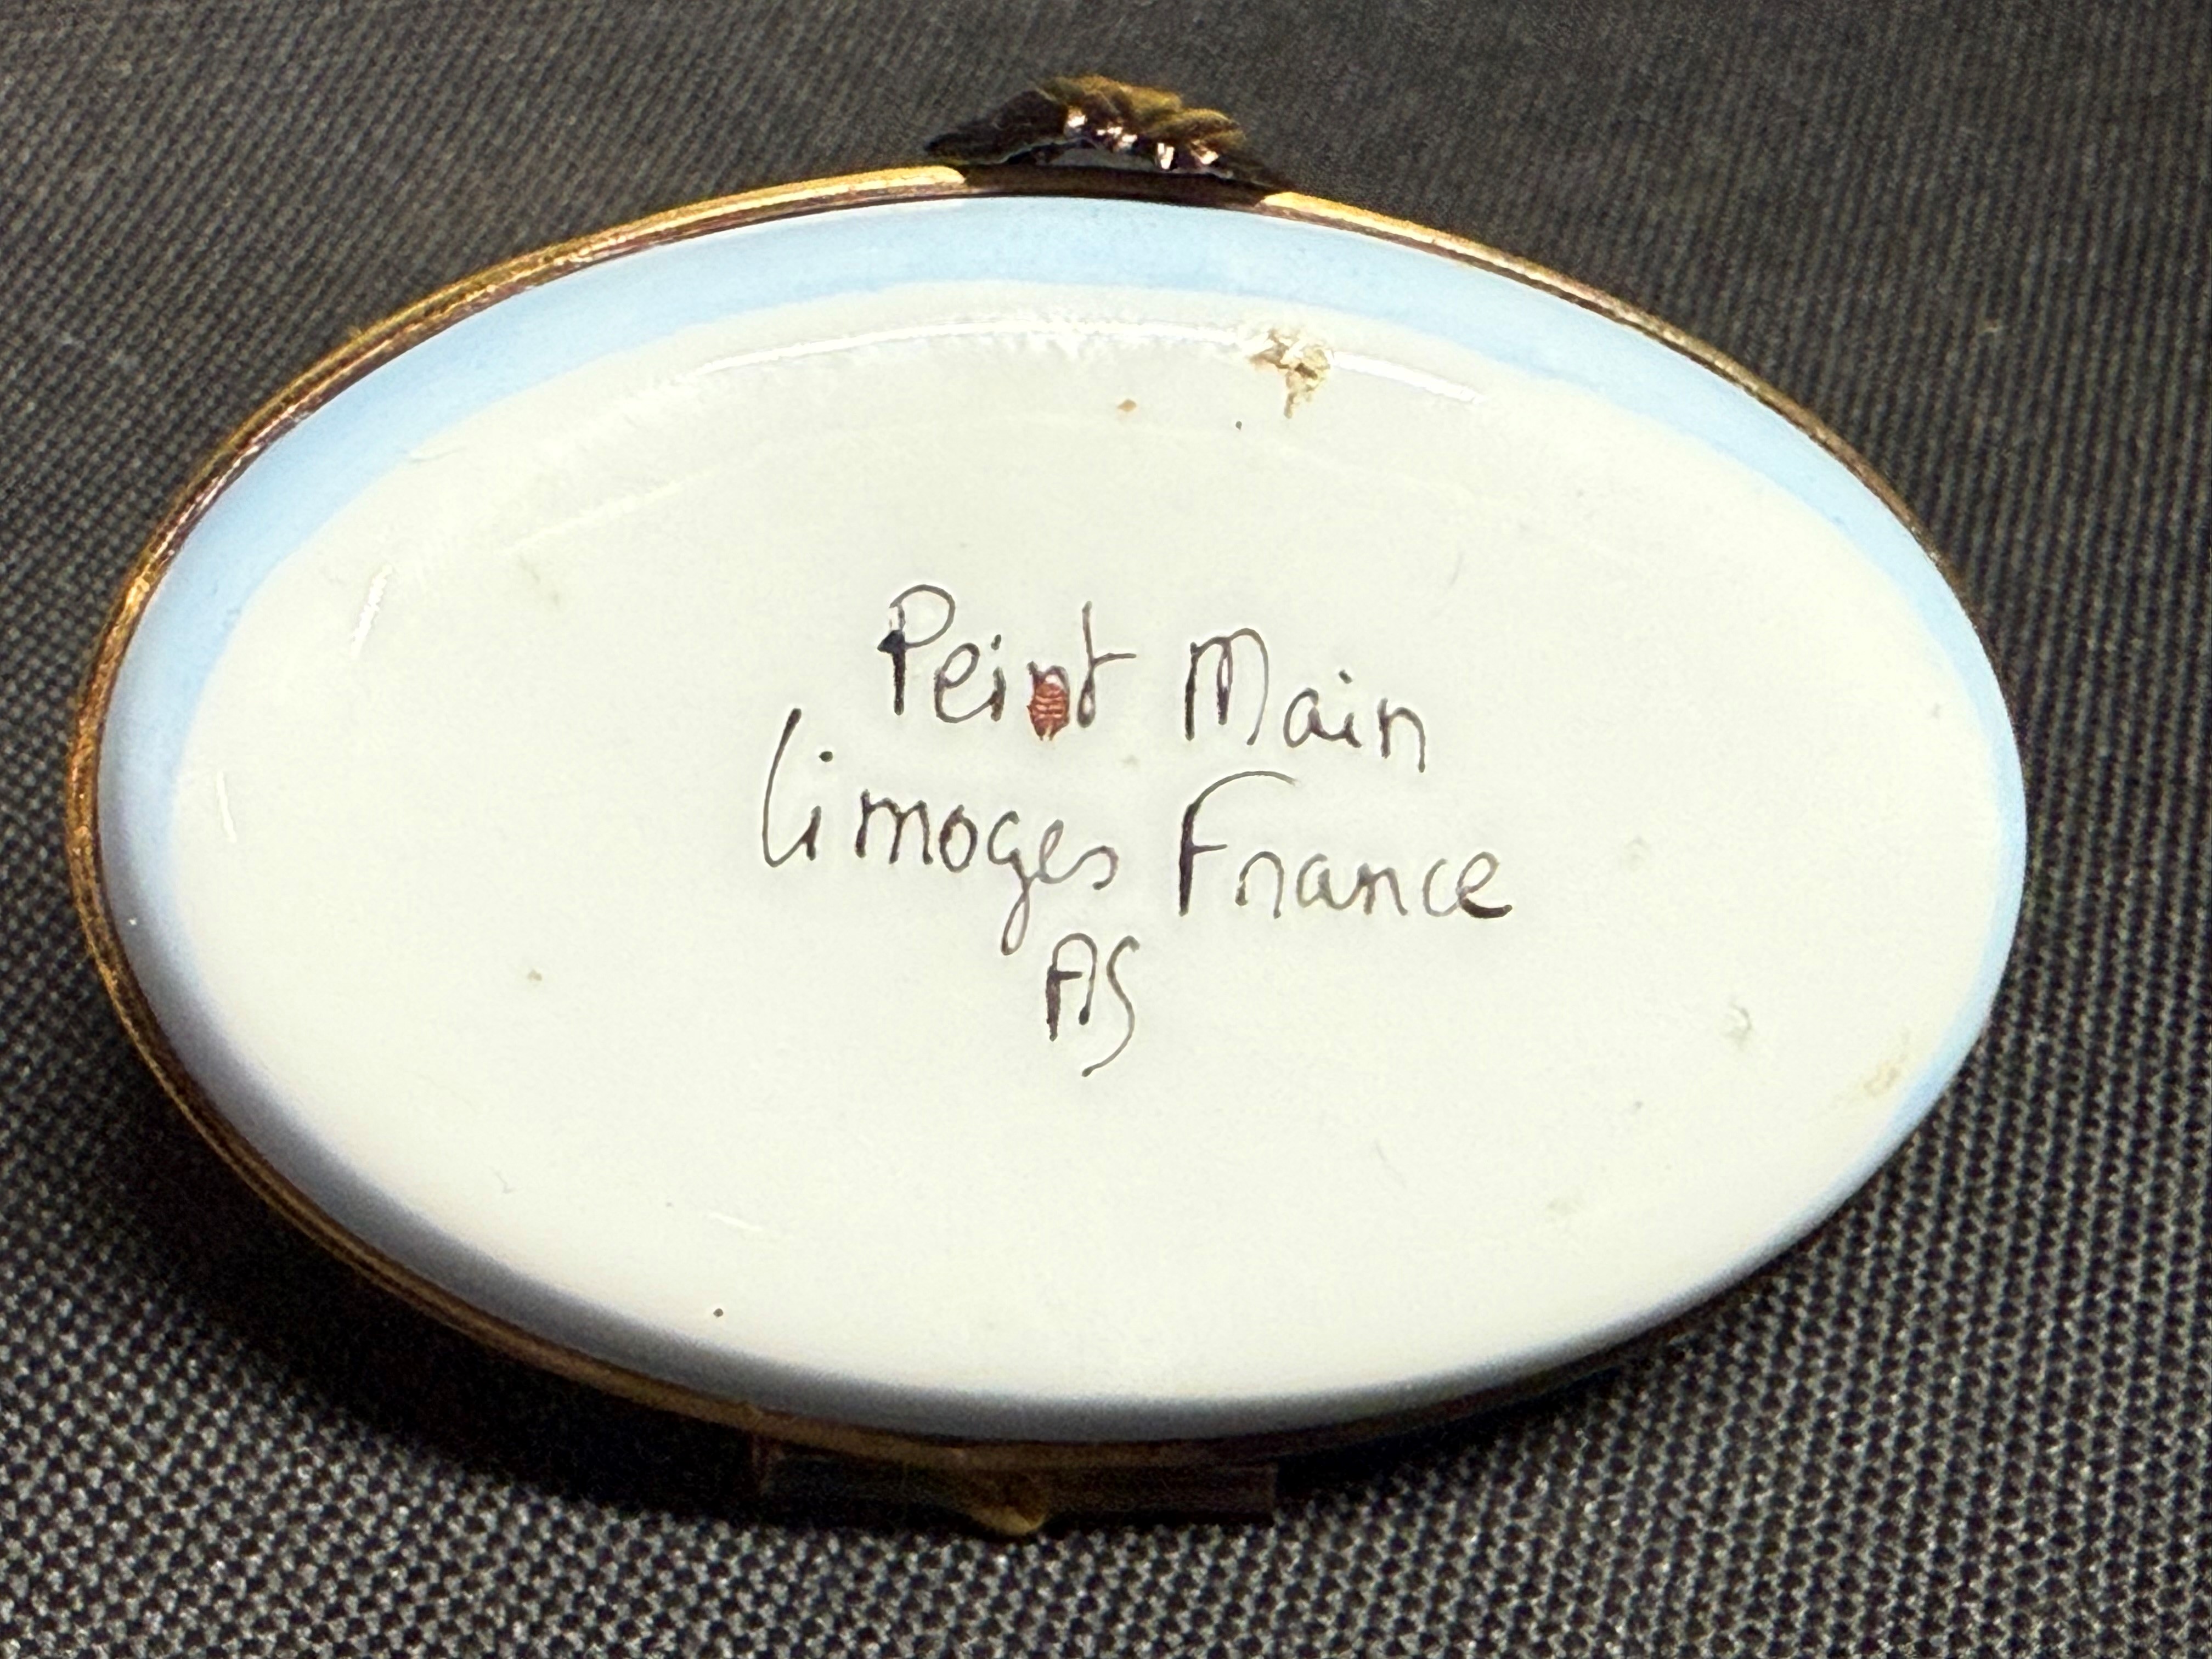 Peint Main
Limoges France
AS